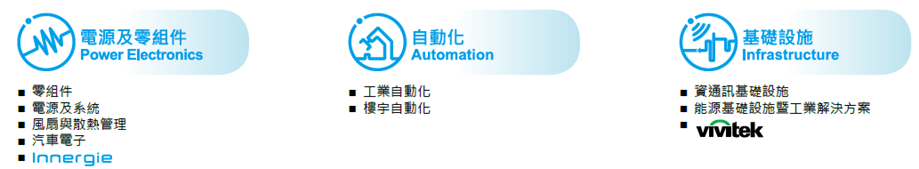 電源及零組件
Power Electronics
■ 零組件
■ 電源及系統
■ 風扇與散熱管理
■ 汽車電子
■ Innergie
自動化
Automation
■ 工業自動化
■ 樓宇自動化
基礎設施
Infrastructure
■ 資通訊基礎設施
■ 能源基礎設施暨工業解決方案
■ vivitek